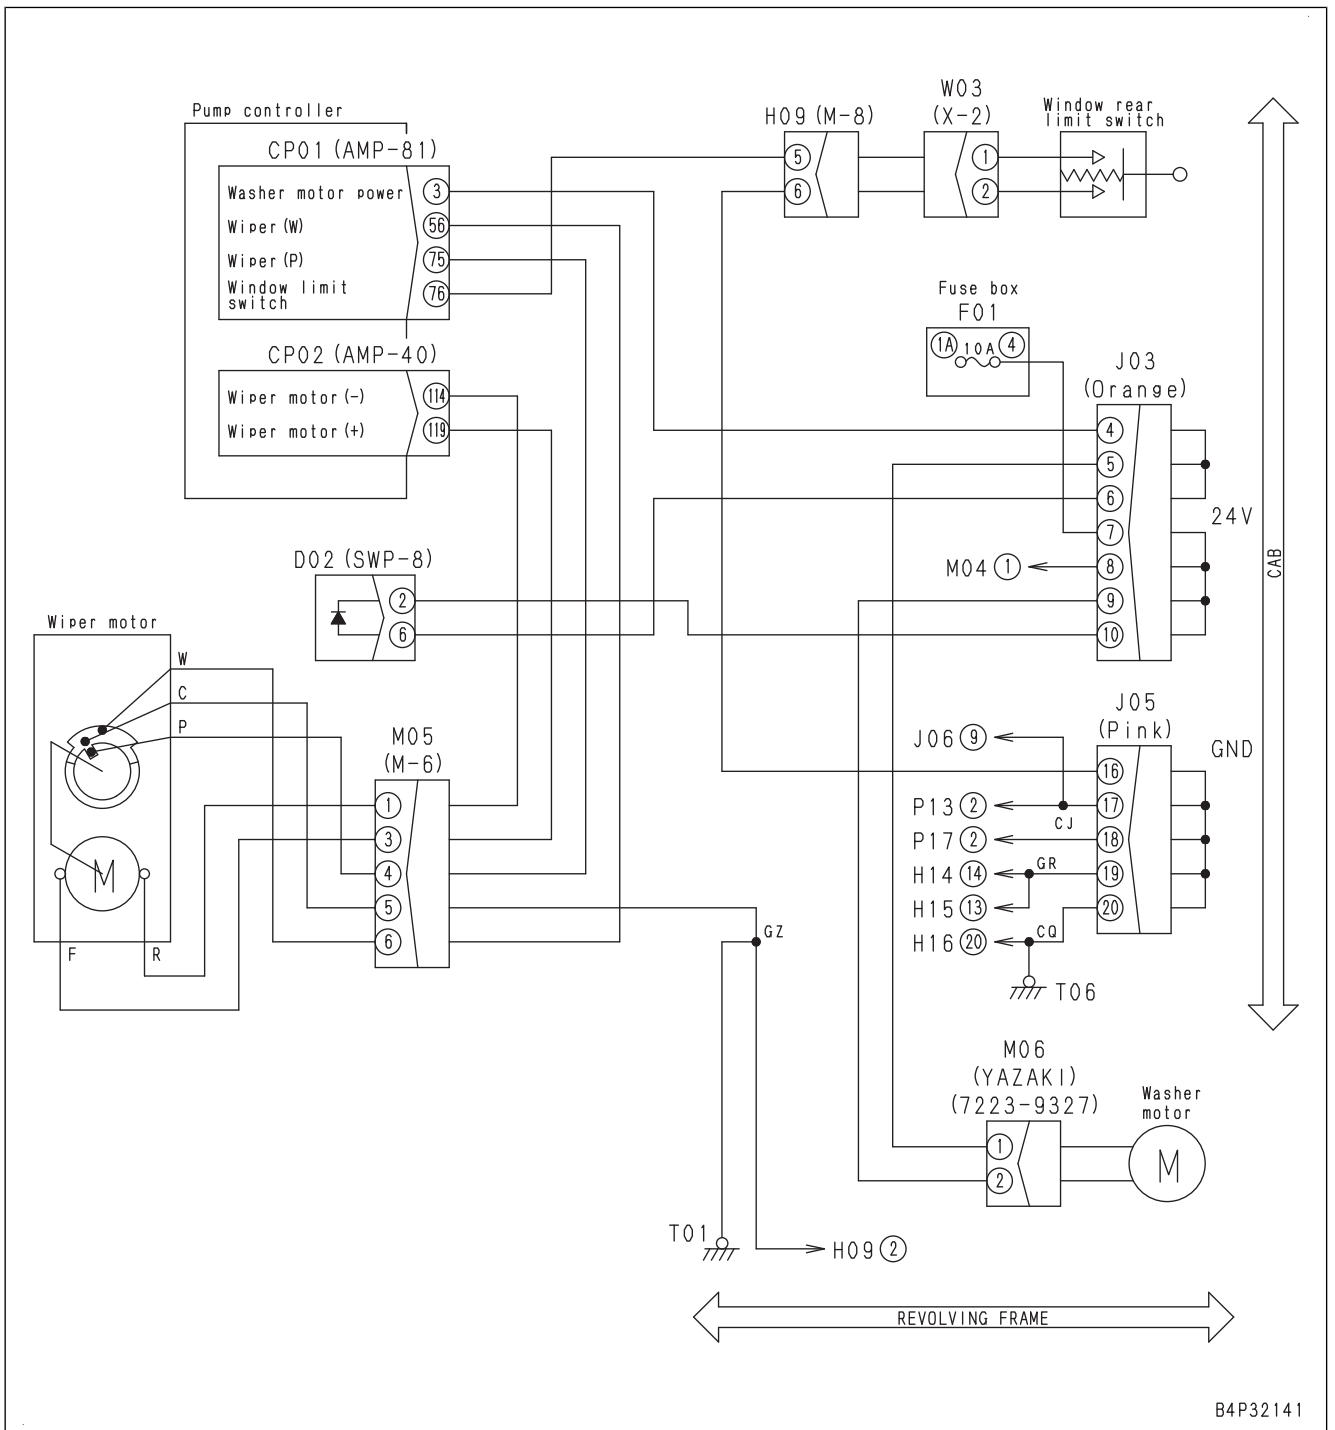 Pump controller
CP01 (AMP-81)
Washer motor power 3
Wiper (W) 56
Wiper (P) 75
Window limit
switch 76
CP02 (AMP-40)
Wiper motor (-) 114
Wiper motor (+) 119
H09 (M-8)
5
6
W03
(X-2)
1
2
Window rear
limit switch
Fuse box
F01
1A 10A 4
J03
(Orange)
4
5
6
7
8
9
10
24V
M04 1
CAB
D02 (SWP-8)
2
6
Wiper motor
W
C
P
M
F
R
M05
(M-6)
1
3
4
5
6
GZ
J05
(Pink)
16
17
18
19
20
GND
J06 9
P13 2
CJ
P17 2
H14 14
GR
H15 13
H16 20
CQ
T06
M06
(YAZAKI)
(7223-9327)
1
2
Washer
motor
M
T01
H09 2
REVOLVING FRAME
B4P32141